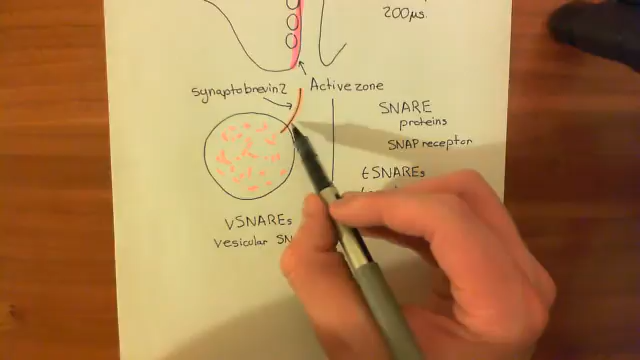 200μs.
Synaptobrevin2
Active zone
SNARE
proteins
SNAP receptor
tSNAREs
vSNAREs
vesicular